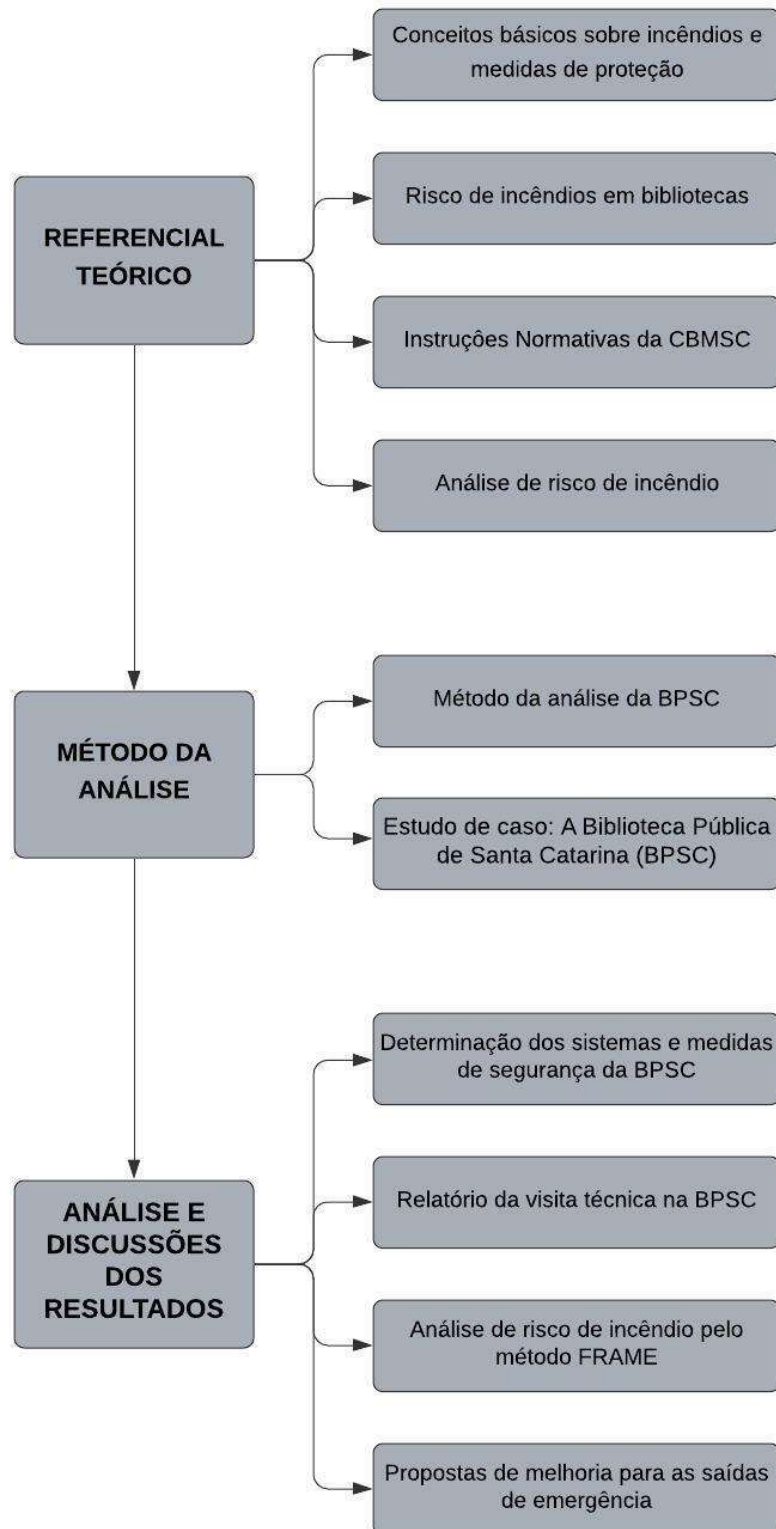 REFERENCIAL
TEÓRICO
Conceitos básicos sobre incêndios e
medidas de proteção
Risco de incêndios em bibliotecas
Instruções Normativas da CBMSC
Análise de risco de incêndio
MÉTODO DA
ANÁLISE
Método da análise da BPSC
Estudo de caso: A Biblioteca Pública
de Santa Catarina (BPSC)
ANÁLISE E
DISCUSSÕES
DOS
RESULTADOS
Determinação dos sistemas e medidas
de segurança da BPSC
Relatório da visita técnica na BPSC
Análise de risco de incêndio pelo
método FRAME
Propostas de melhoria para as saídas
de emergência